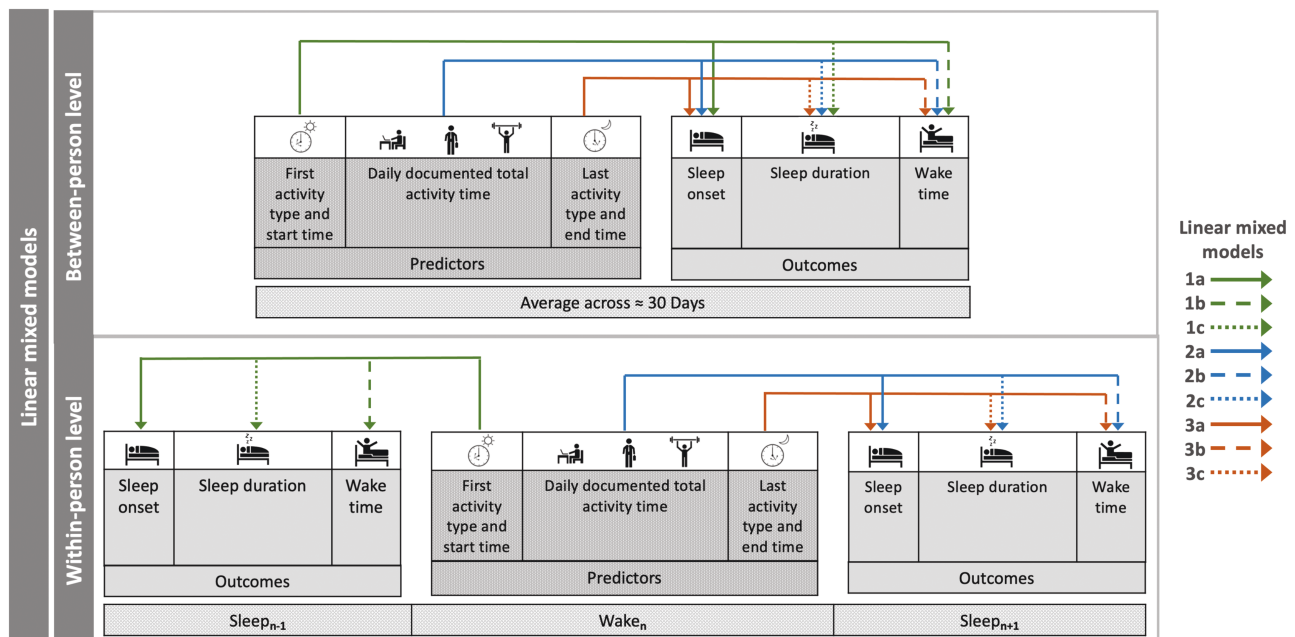 Linear mixed models
Between-person level
First
activity
type and
start time
Daily documented total
activity time
Last
activity
type and
end time
Predictors
Sleep
onset
Sleep duration
Wake
time
Outcomes
Average across ≈ 30 Days
Within-person level
Sleep
onset
Sleep duration
Wake
time
Outcomes
First
activity
type and
start time
Daily documented total
activity time
Last
activity
type and
end time
Predictors
Sleep
onset
Sleep duration
Wake
time
Outcomes
Sleepn-1
Waken
Sleepn+1
Linear mixed
models
1a
1b
1c
2a
2b
2c
3a
3b
3c